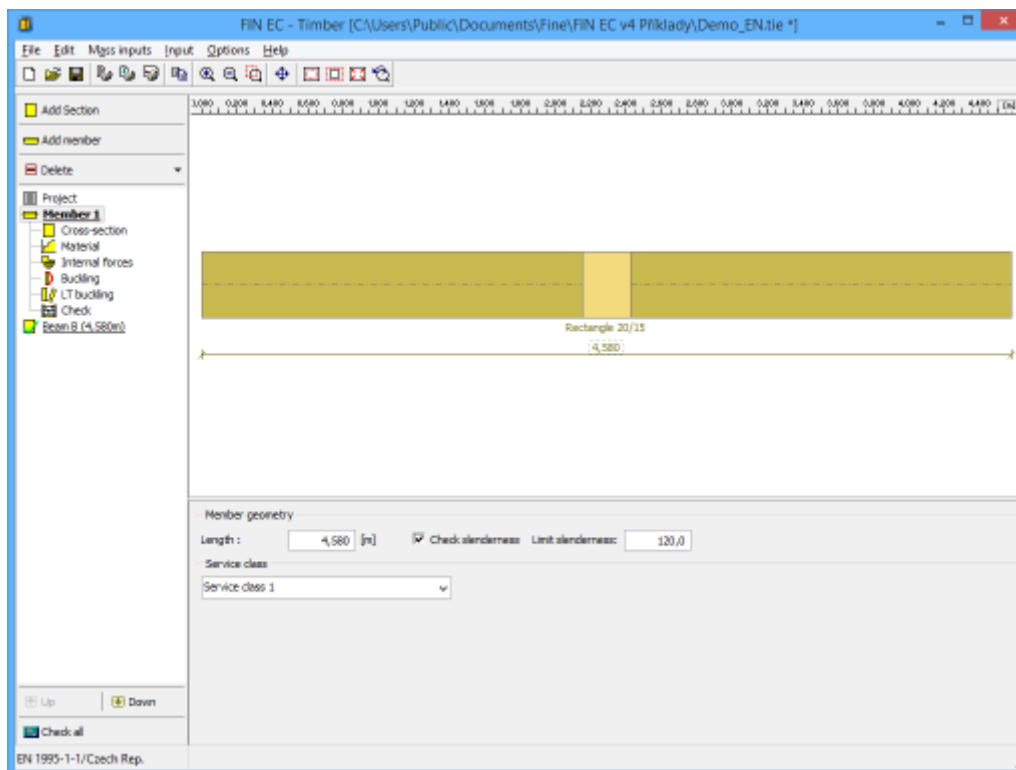 FIN EC - Timber [C:\Users\Public\Documents\Fine\FIN EC v4 Příklady\Demo_EN.tie *]
File Edit Mass inputs Input Options Help
Add Section
Add member
Delete
Project
Member 1
Cross-section
Material
Internal forces
Buckling
LT buckling
Check
Beam B (4,580m)
Rectangle 20/15
4,580
Member geometry
Length : 4,580 [m] Check slenderness Limit slenderness: 120,0
Service class
Service class 1
Up Down
Check all
EN 1995-1-1/Czech Rep.